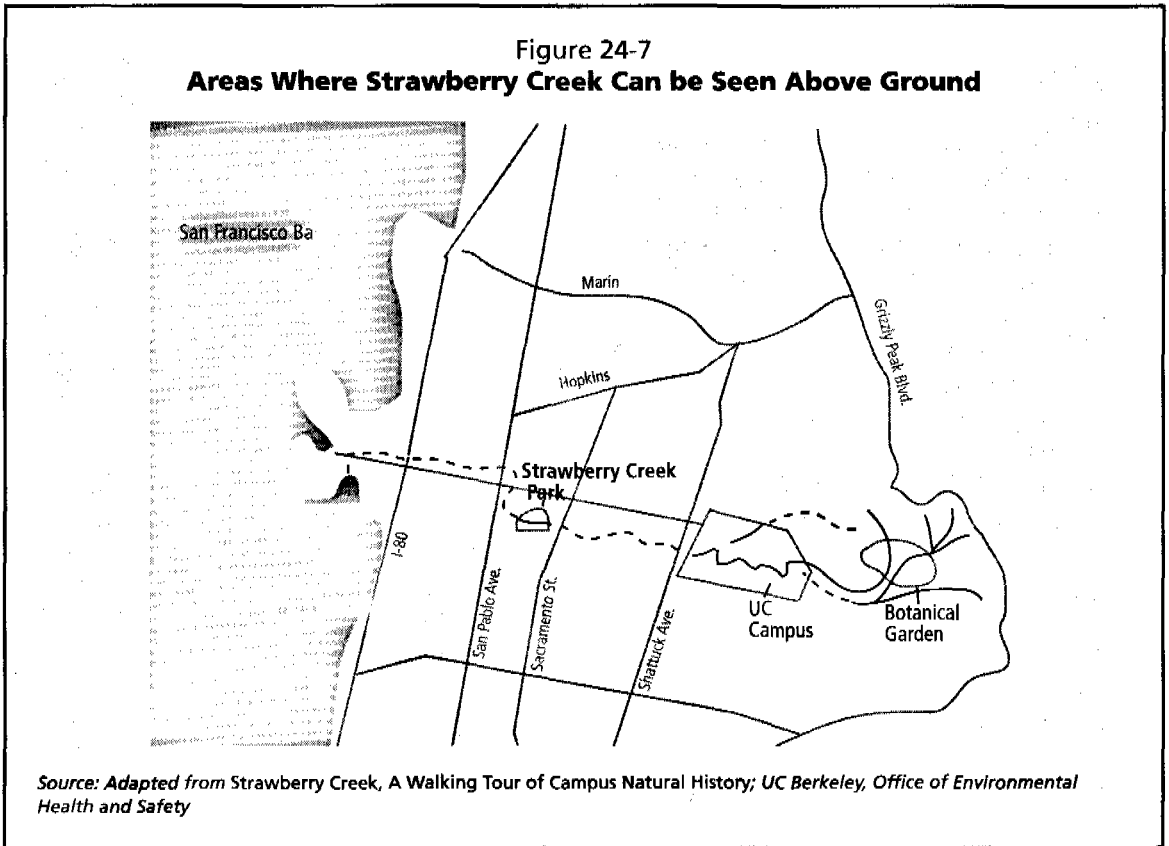 Figure 24-7
Areas Where Strawberry Creek Can be Seen Above Ground
San Francisco Ba
Marin
Grizzly Peak Blvd.
Hopkins
Strawberry Creek
Park
I-80
San Pablo Ave.
Sacramento St.
Shattuck Ave.
UC
Campus
Botanical
Garden
Source: Adapted from Strawberry Creek, A Walking Tour of Campus Natural History; UC Berkeley, Office of Environmental
Health and Safety